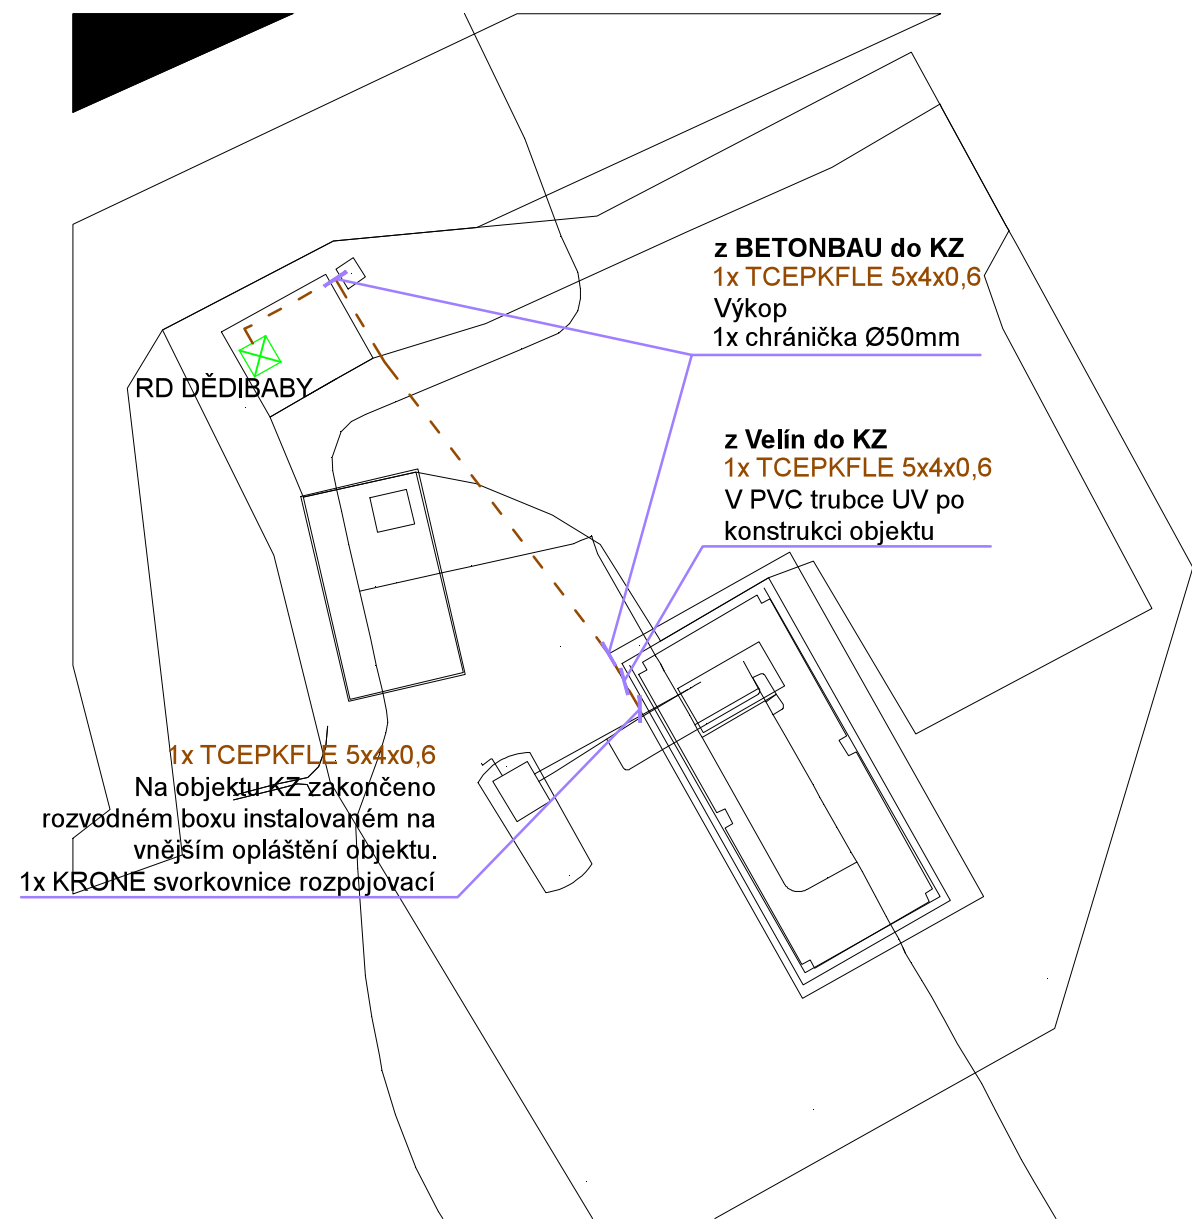 z BETONBAU do KZ
1x TCEPKFLE 5x4x0,6
Výkop
1x chránička Ø50mm
RD DĚDIBABY
z Velín do KZ
1x TCEPKFLE 5x4x0,6
V PVC trubce UV po
konstrukci objektu
1x TCEPKFLE 5x4x0,6
Na objektu KZ zakončeno
rozvodném boxu instalovaném na
vnějším opláštění objektu.
1x KRONE svorkovnice rozpojovací